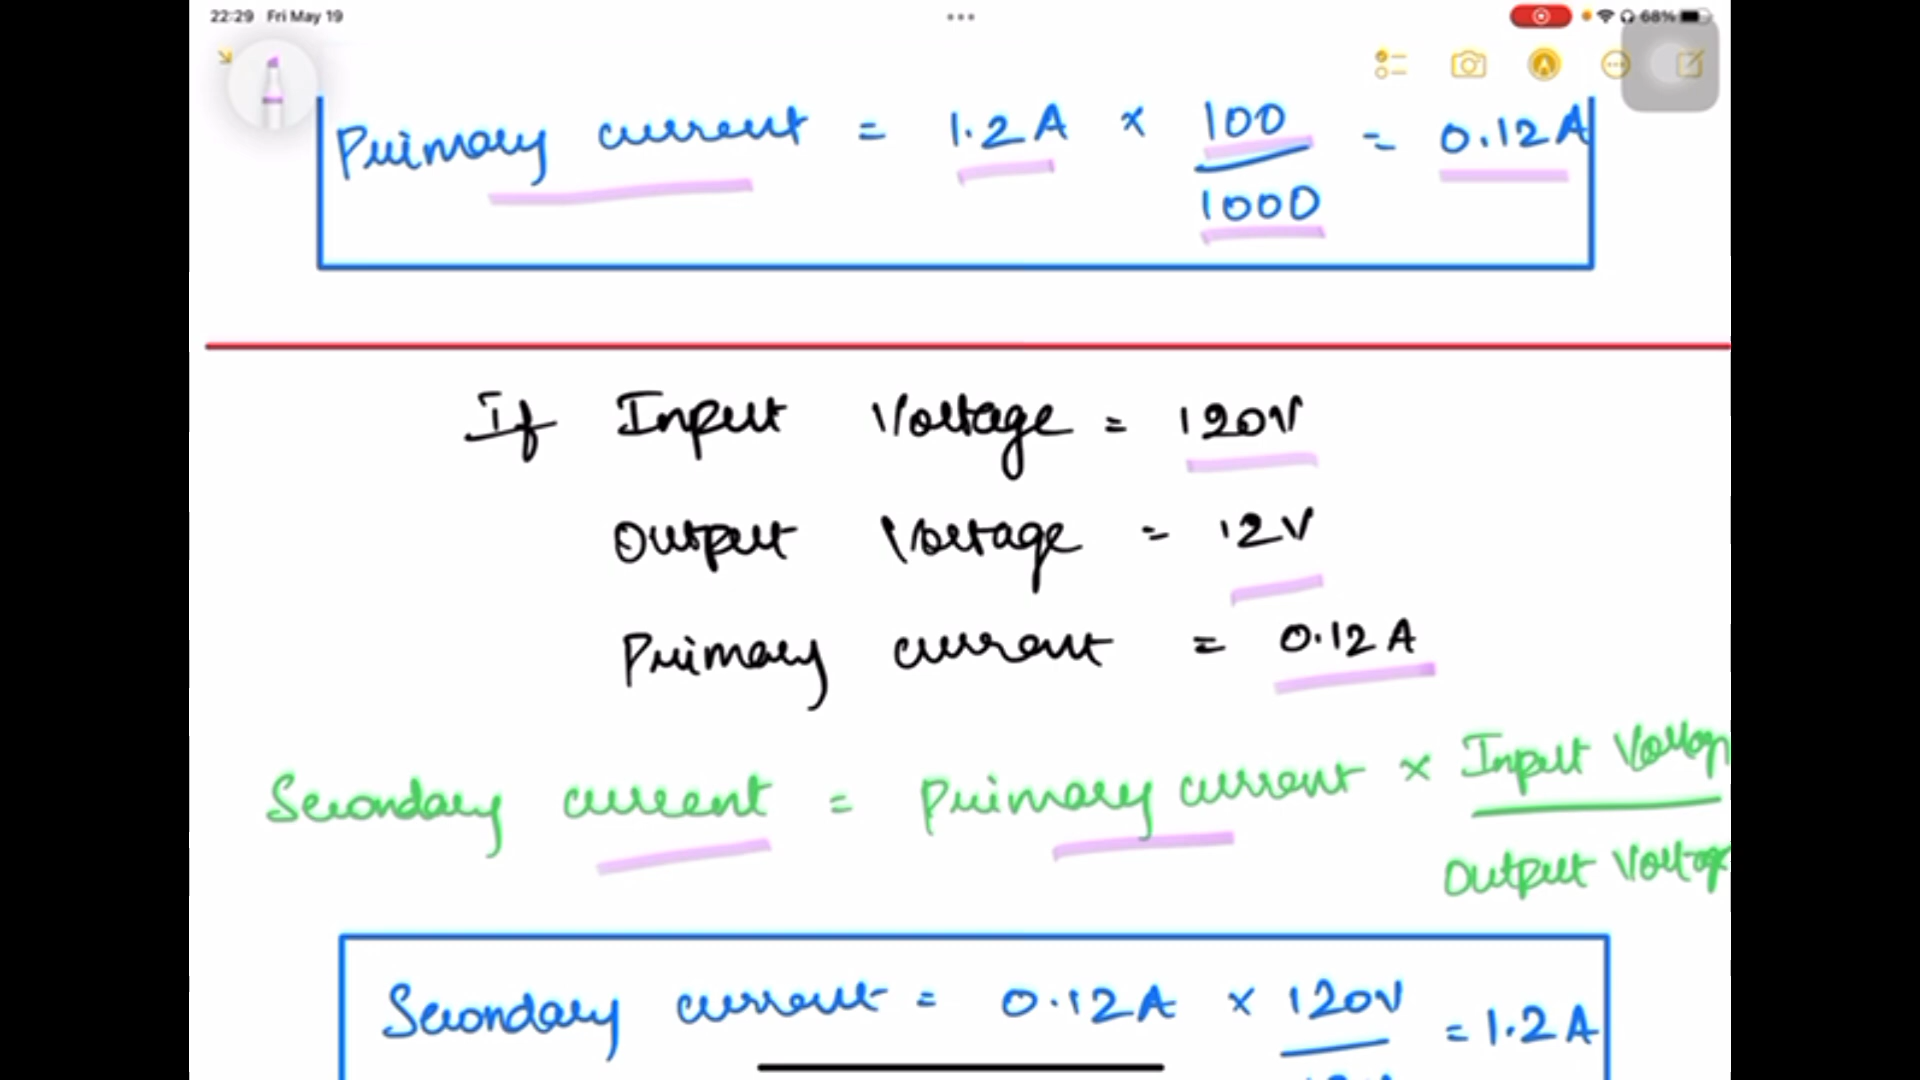 22:29 Fri May 19
68%
Primary current = 1.2A × 100 = 0.12A
1000
If Input Voltage = 120V
Output Voltage = 12V
Primary current = 0.12A
Secondary current = Primary current × Input
Output
Secondary current = 0.12A × 120V = 1.2A